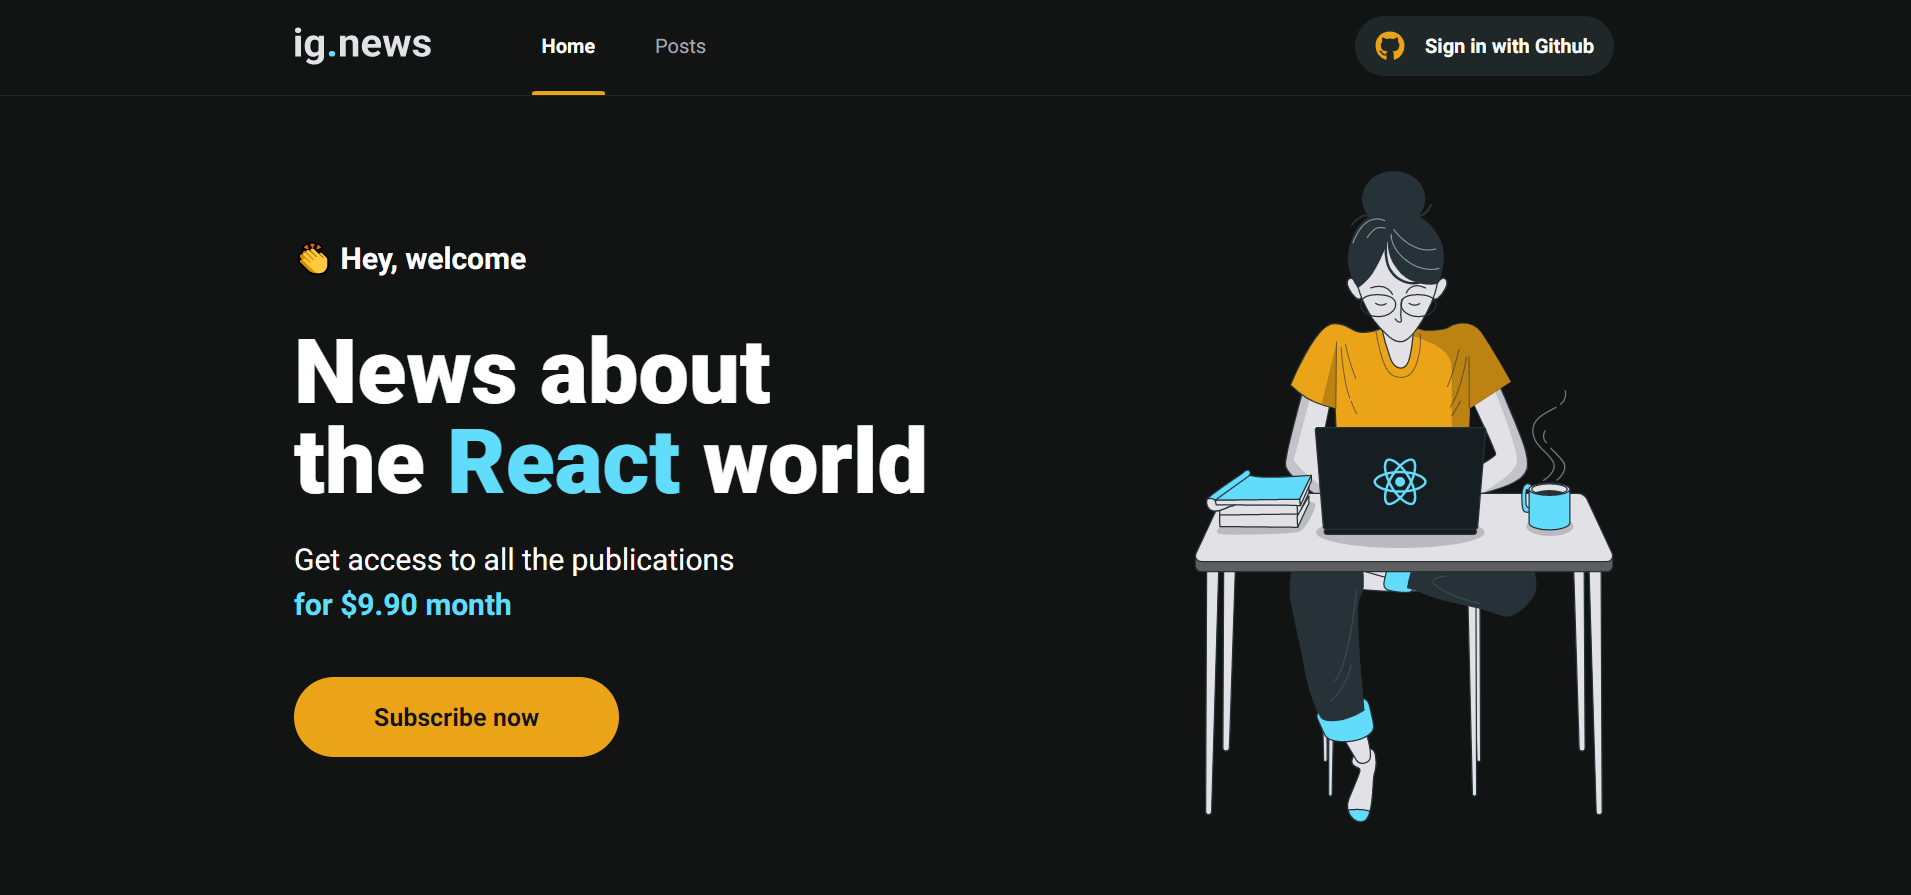 ig.news
Home
Posts
Sign in with Github
👏 Hey, welcome
News about
the React world
Get access to all the publications
for $9.90 month
Subscribe now